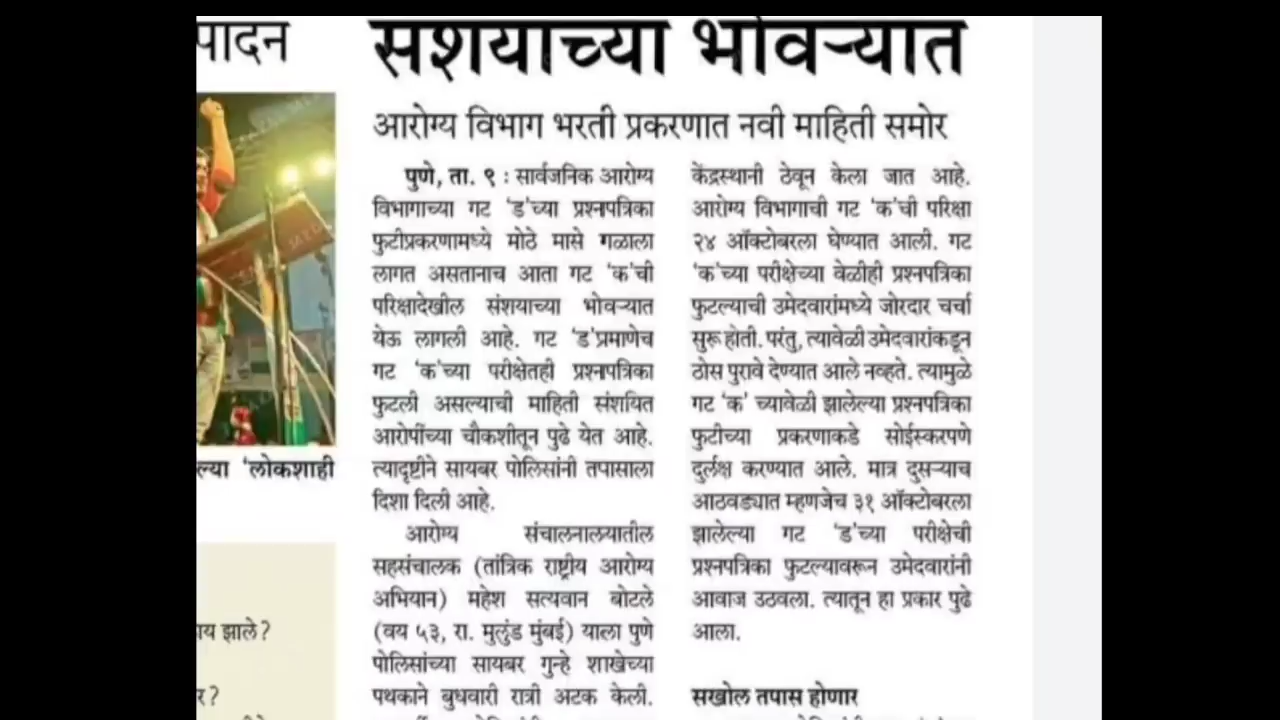 पादन
संशयाच्या भोवऱ्यात
आरोग्य विभाग भरती प्रकरणात नवी माहिती समोर
पुणे, ता. ९ : सार्वजनिक आरोग्य
विभागाच्या गट 'ड'च्या प्रश्नपत्रिका
फुटीप्रकरणामध्ये मोठे मासे गळाला
लागत असतानाच आता गट 'क'ची
परिक्षादेखील संशयाच्या भोवऱ्यात
येऊ लागली आहे. गट 'ड'प्रमाणेच
गट 'क'च्या परीक्षेतही प्रश्नपत्रिका
फुटली असल्याची माहिती संशयित
आरोपींच्या चौकशीतून पुढे येत आहे.
त्यादृष्टीने सायबर पोलिसांनी तपासाला
दिशा दिली आहे.
आरोग्य संचालनालयातील
सहसंचालक (तांत्रिक राष्ट्रीय आरोग्य
अभियान) महेश सत्यवान बोटले
(वय ५३, रा. मुलुंड मुंबई) याला पुणे
पोलिसांच्या सायबर गुन्हे शाखेच्या
पथकाने बुधवारी रात्री अटक केली.
केंद्रस्थानी ठेवून केला जात आहे.
आरोग्य विभागाची गट 'क'ची परिक्षा
२४ ऑक्टोबरला घेण्यात आली. गट
'क'च्या परीक्षेच्या वेळीही प्रश्नपत्रिका
फुटल्याची उमेदवारांमध्ये जोरदार चर्चा
सुरू होती. परंतु, त्यावेळी उमेदवारांकडून
ठोस पुरावे देण्यात आले नव्हते. त्यामुळे
गट 'क' च्यावेळी झालेल्या प्रश्नपत्रिका
फुटीच्या प्रकरणाकडे सोईस्करपणे
दुर्लक्ष करण्यात आले. मात्र दुसऱ्याच
आठवड्यात म्हणजेच ३१ ऑक्टोबरला
झालेल्या गट 'ड'च्या परीक्षेची
प्रश्नपत्रिका फुटल्यावरून उमेदवारांनी
आवाज उठवला. त्यातून हा प्रकार पुढे
आला.
सखोल तपास होणार
ल्या 'लोकशाही
ाय झाले?
र?